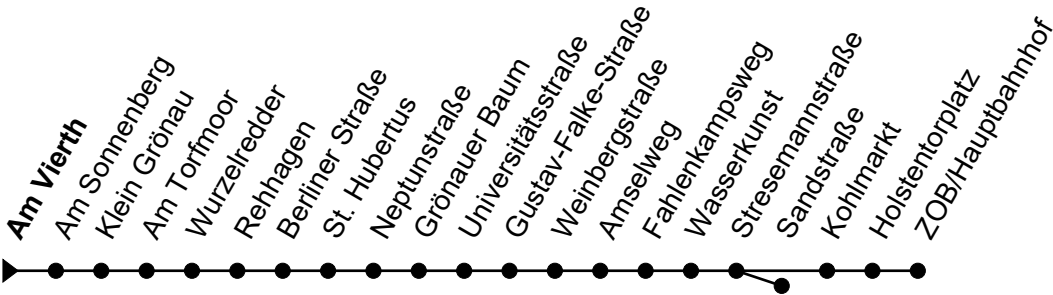 Am Vierth
Am Sonnenberg
Klein Grönau
Am Torfmoor
Wurzelredder
Rehhagen
Berliner Straße
St. Hubertus
Neptunstraße
Grönauer Baum
Universitätsstraße
Gustav-Falke-Straße
Weinbergstraße
Amselweg
Fahlenkampsweg
Wasserkunst
Stresemannstraße
Sandstraße
Kohlmarkt
Holstentorplatz
ZOB/Hauptbahnhof